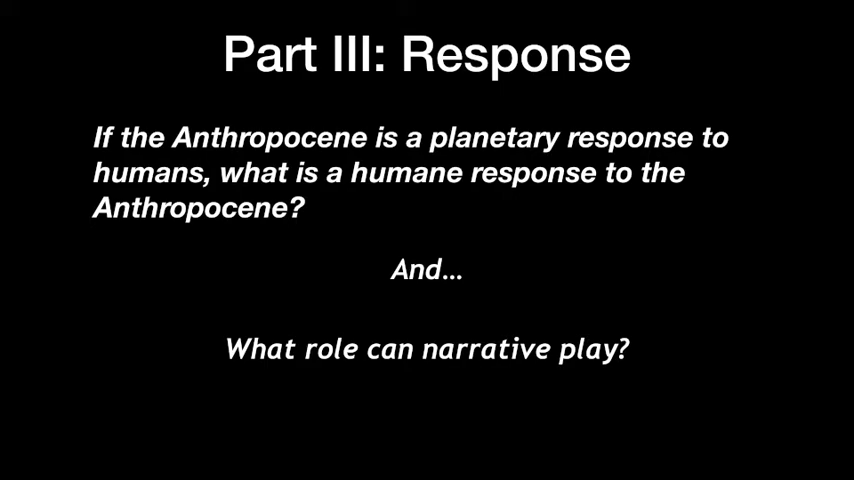 Part III: Response
If the Anthropocene is a planetary response to
humans, what is a humane response to the
Anthropocene?
And…
What role can narrative play?